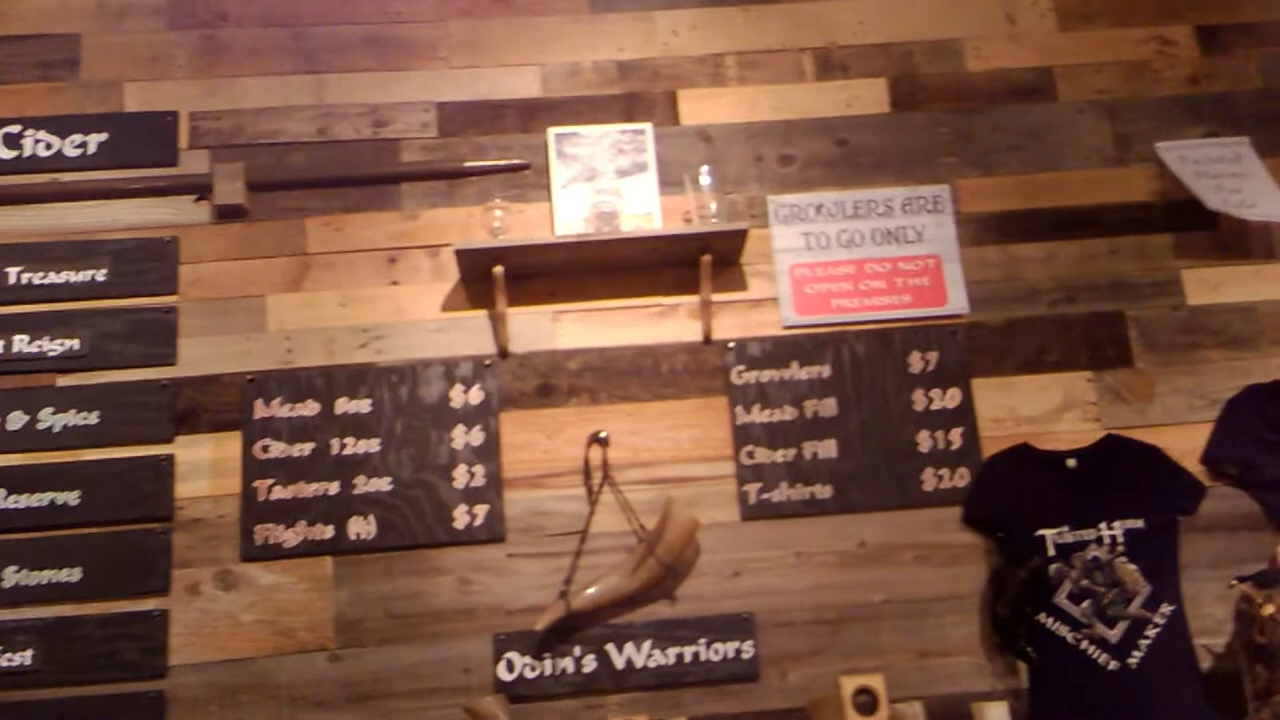 Cider
Treasure
Reign
& Spice
Reserve
Stones
GROWLERS ARE
TO GO ONLY
PLEASE DO NOT
OPEN ON THE
PREMISES
Mead 8oz $6
Cider 12oz $6
Tasters 2oz $2
Flights (4) $7
Growlers $7
Mead Fill $20
Cider Fill $15
T-shirts $20
Odin's Warriors
MISCHIEF MAKER